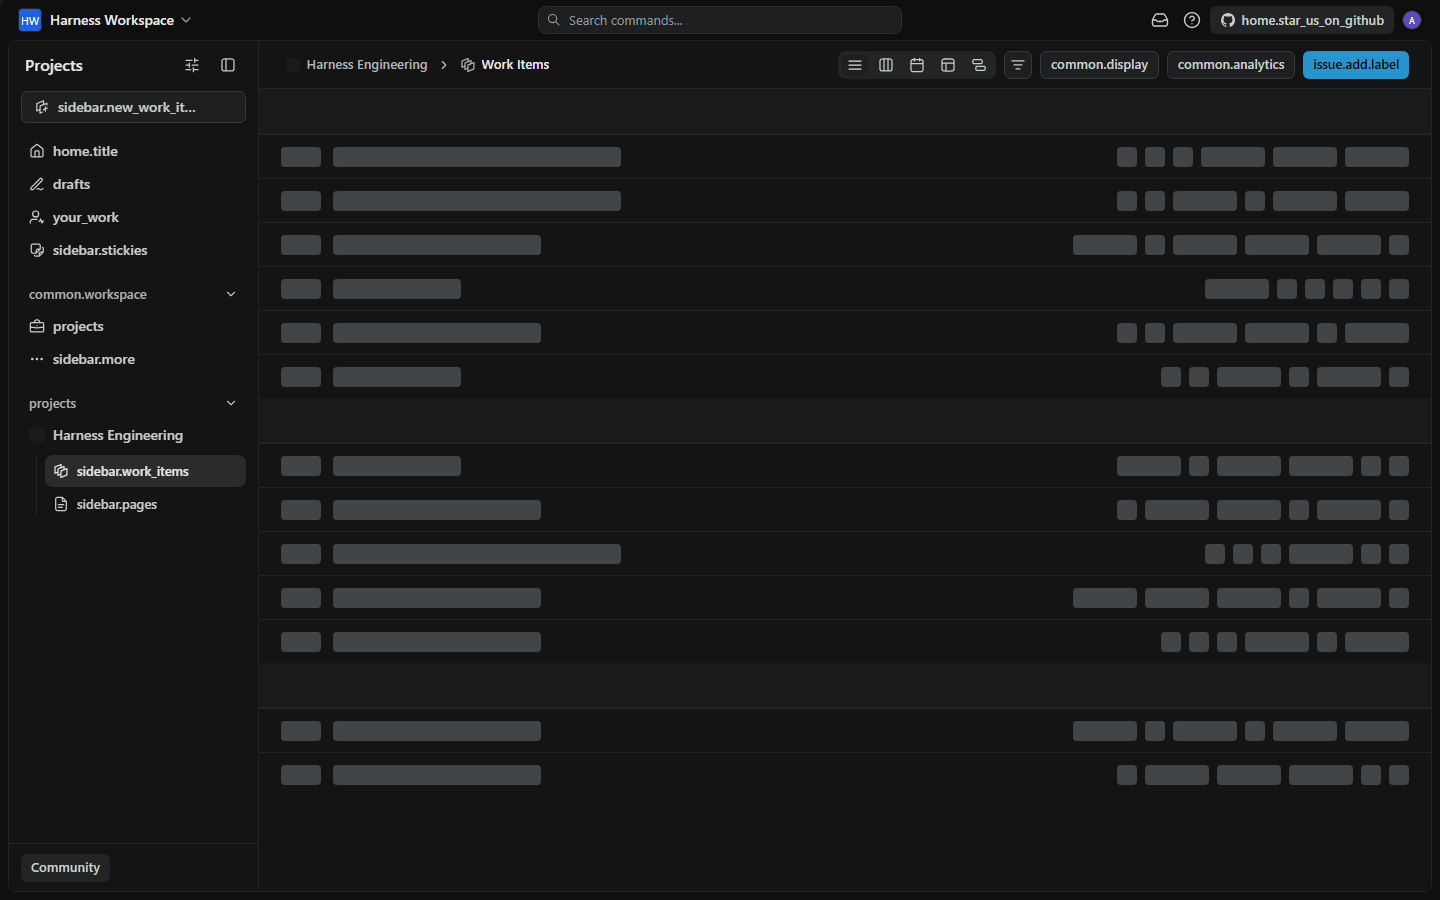 HW Harness Workspace
Search commands...
home.star_us_on_github
A
Projects
Harness Engineering
Work Items
common.display
common.analytics
issue.add.label
sidebar.new_work_it...
home.title
drafts
your_work
sidebar.stickies
common.workspace
projects
sidebar.more
projects
Harness Engineering
sidebar.work_items
sidebar.pages
Community